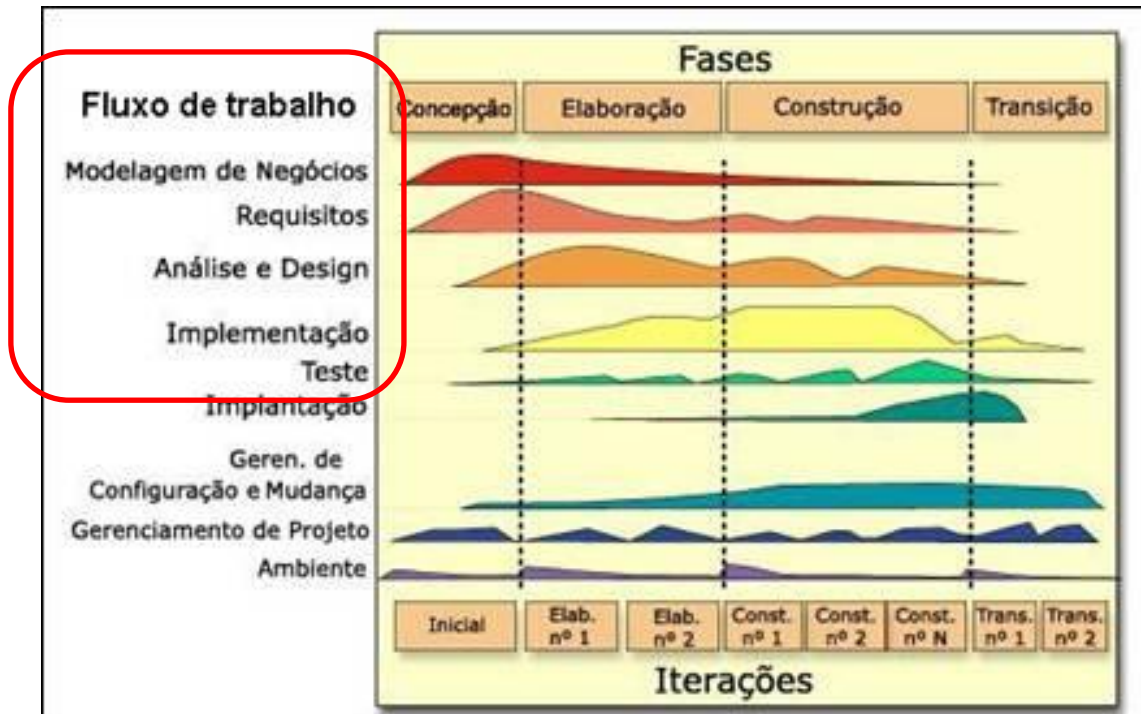 Fases
Fluxo de trabalho
Concepção Elaboração Construção Transição
Modelagem de Negócios
Requisitos
Análise e Design
Implementação
Teste
Implantação
Geren. de
Configuração e Mudança
Gerenciamento de Projeto
Ambiente
Inicial
Elab.
nº 1
Elab.
nº 2
Const.
nº 1
Const.
nº 2
Const.
nº N
Trans.
nº 1
Trans.
nº 2
Iterações